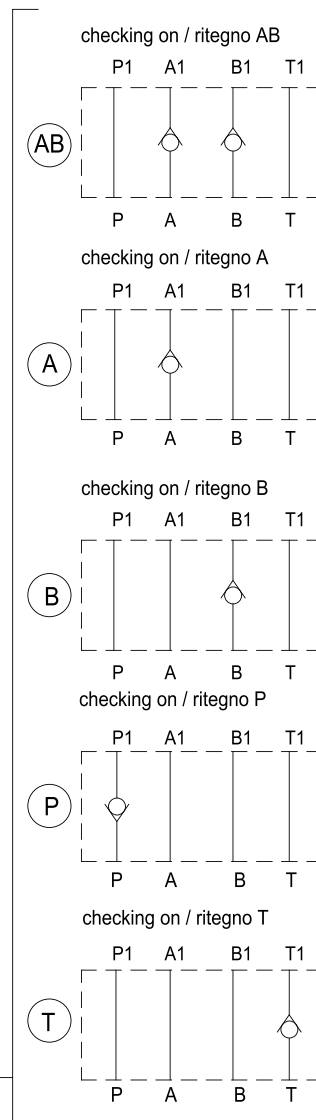 checking on / ritegno AB
P1 A1 B1 T1
AB
P A B T
checking on / ritegno A
P1 A1 B1 T1
A
P A B T
checking on / ritegno B
P1 A1 B1 T1
B
P A B T
checking on / ritegno P
P1 A1 B1 T1
P
P A B T
checking on / ritegno T
P1 A1 B1 T1
T
P A B T